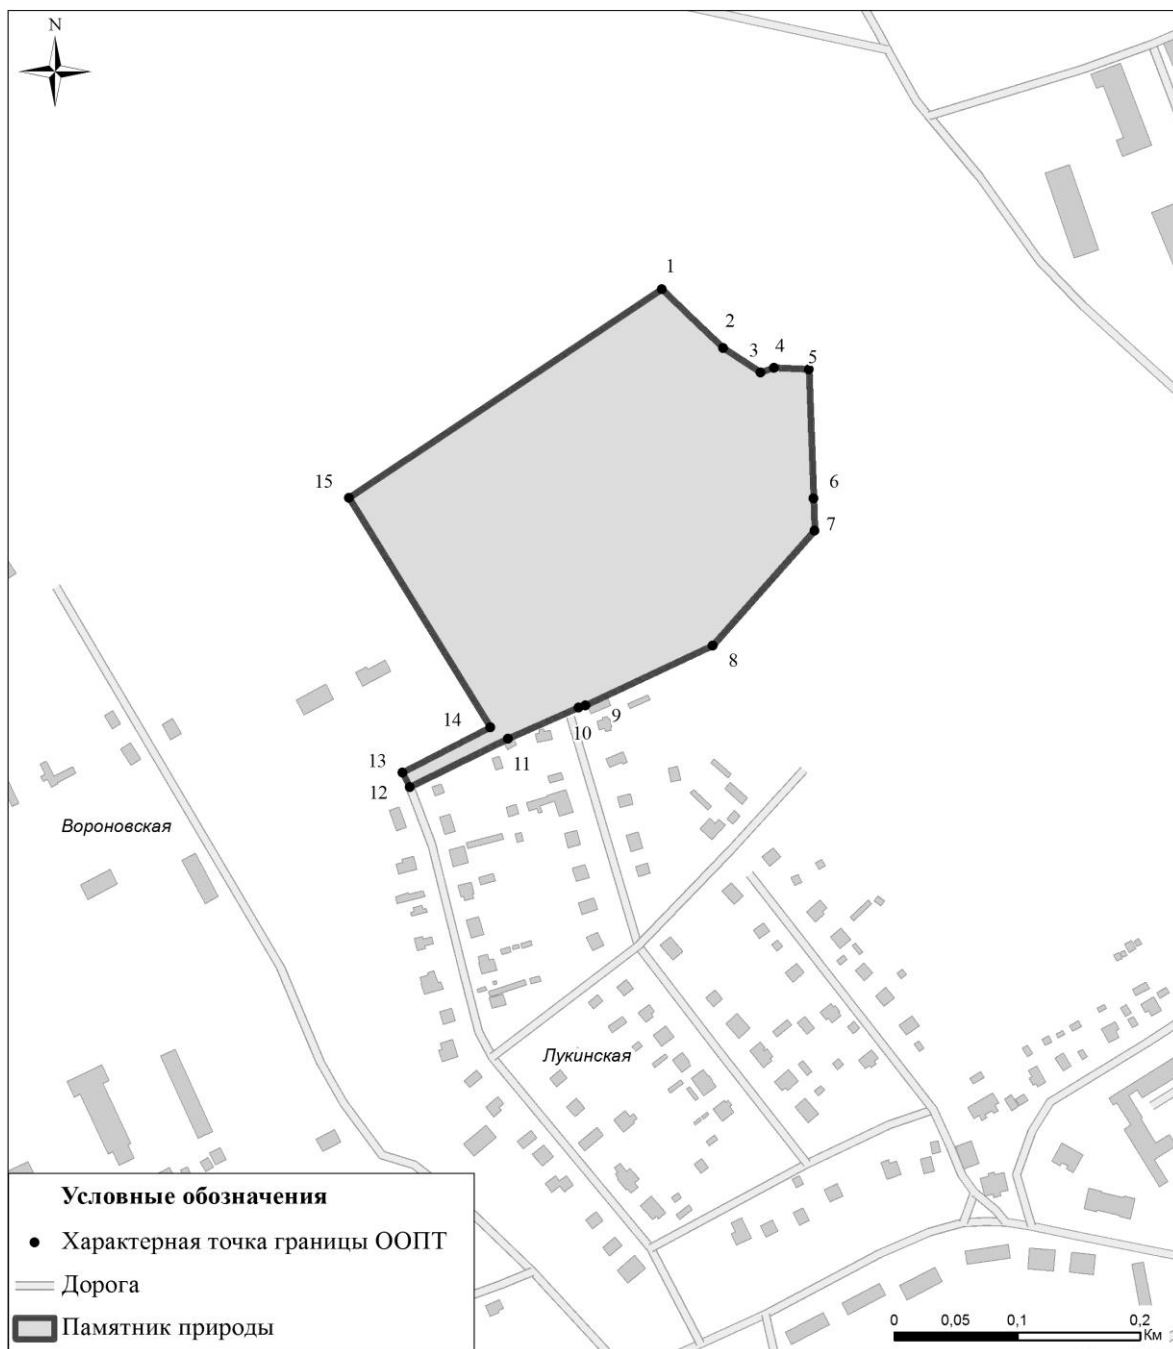 N
1
2
3
4
5
15
6
7
8
14
9
10
11
13
12
Вороновская
Лукинская
Условные обозначения
Характерная точка границы ООПТ
Дорога
Памятник природы
0 0,05 0,1 0,2
Км